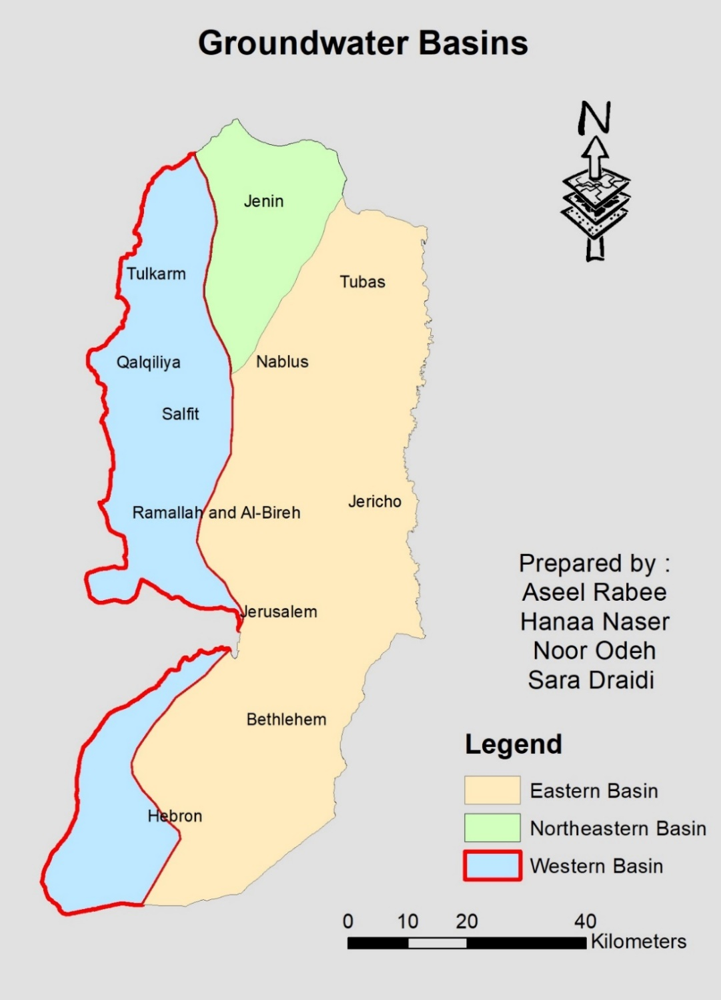 Groundwater Basins
N
Jenin
Tulkarm
Tubas
Qalqiliya
Nablus
Salfit
Jericho
Ramallah and Al-Bireh
Jerusalem
Bethlehem
Hebron
Prepared by :
Aseel Rabee
Hanaa Naser
Noor Odeh
Sara Draidi
Legend
Eastern Basin
Northeastern Basin
Western Basin
0 10 20 40
Kilometers